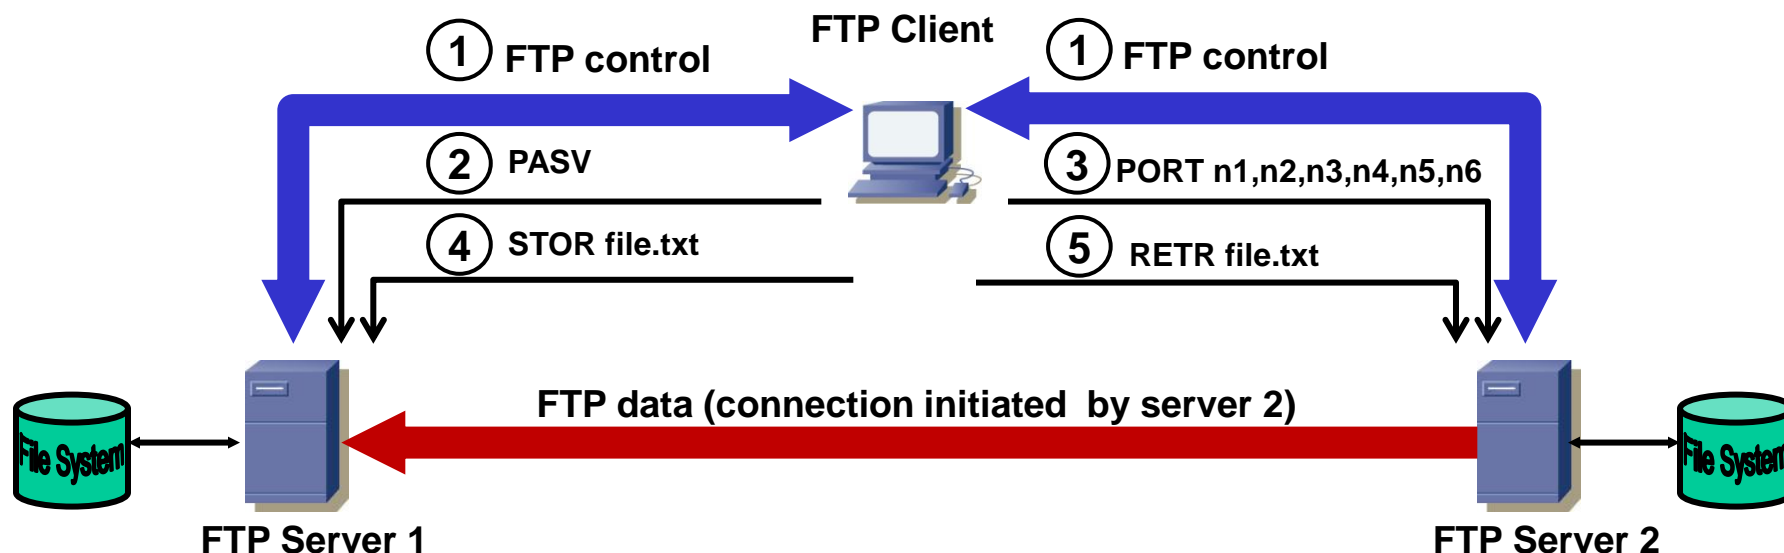 FTP Client
1 FTP control
1 FTP control
2 PASV
3 PORT n1,n2,n3,n4,n5,n6
4 STOR file.txt
5 RETR file.txt
FTP data (connection initiated by server 2)
File System
File System
FTP Server 1
FTP Server 2